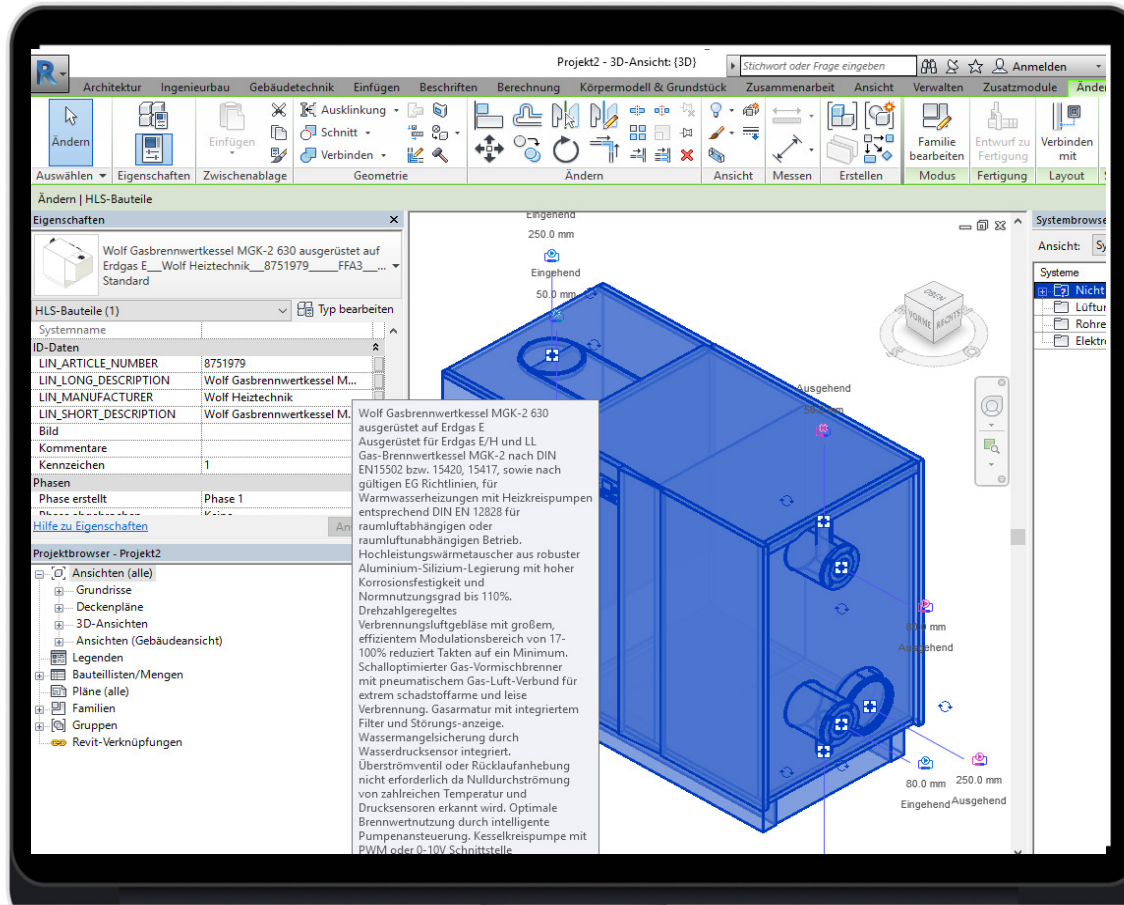 Projekt2 - 3D-Ansicht: {3D}
Stichwort oder Frage eingeben
Anmelden
Architektur Ingenieurbau Gebäudetechnik Einfügen Beschriften Berechnung Körpermodell & Grundstück Zusammenarbeit Ansicht Verwalten Zusatzmodule Änder
Ändern
Einfügen
Ausklinkung
Schnitt
Verbinden
Familie bearbeiten
Entwurf zu Fertigung
Verbinden mit
Auswählen Eigenschaften Zwischenablage Geometrie Ändern Ansicht Messen Erstellen Modus Fertigung Layout
Ändern | HLS-Bauteile
Eigenschaften
Wolf Gasbrennwertkessel MGK-2 630 ausgerüstet auf
Erdgas E__Wolf Heiztechnik__8751979____FFA3___...
Standard
HLS-Bauteile (1)
Typ bearbeiten
Systemname
ID-Daten
LIN_ARTICLE_NUMBER 8751979
LIN_LONG_DESCRIPTION Wolf Gasbrennwertkessel M...
LIN_MANUFACTURER Wolf Heiztechnik
LIN_SHORT_DESCRIPTION Wolf Gasbrennwertkessel M.
Bild
Kommentare
Kennzeichen 1
Phasen
Phase erstellt Phase 1
Hilfe zu Eigenschaften
An
Projektbrowser - Projekt2
Ansichten (alle)
Grundrisse
Deckenpläne
3D-Ansichten
Ansichten (Gebäudeansicht)
Legenden
Bauteillisten/Mengen
Pläne (alle)
Familien
Gruppen
Revit-Verknüpfungen
Wolf Gasbrennwertkessel MGK-2 630
ausgerüstet auf Erdgas E
Ausgerüstet für Erdgas E/H und LL
Gas-Brennwertkessel MGK-2 nach DIN
EN15502 bzw. 15420, 15417, sowie nach
gültigen EG Richtlinien, für
Warmwasserheizungen mit Heizkreispumpen
entsprechend DIN EN 12828 für
raumluftabhängigen oder
raumluftunabhängigen Betrieb.
Hochleistungswärmetauscher aus robuster
Aluminium-Silizium-Legierung mit hoher
Korrosionsfestigkeit und
Normnutzungsgrad bis 110%.
Drehzahlgeregeltes
Verbrennungsluftgebläse mit großem,
effizientem Modulationsbereich von 17-
100% reduziert Takten auf ein Minimum.
Schalloptimierter Gas-Vormischbrenner
mit pneumatischem Gas-Luft-Verbund für
extrem schadstoffarme und leise
Verbrennung. Gasarmatur mit integriertem
Filter und Störungs-anzeige.
Wassermangelsicherung durch
Wasserdrucksensor integriert.
Überströmventil oder Rücklaufanhebung
nicht erforderlich da Nulldurchströmung
von zahlreichen Temperatur und
Drucksensoren erkannt wird. Optimale
Brennwertnutzung durch intelligente
Pumpenansteuerung. Kesselkreispumpe mit
PWM oder 0-10V Schnittstelle
Eingehend
250.0 mm
Eingehend
50.0 mm
OBEN
VORNE
RECHTS
Ausgehend
Ausgehend
80.0 mm
Eingehend
250.0 mm
Ausgehend
Systembrowse
Ansicht: Sy
Systeme
Nicht
Lüftur
Rohre
Elektro